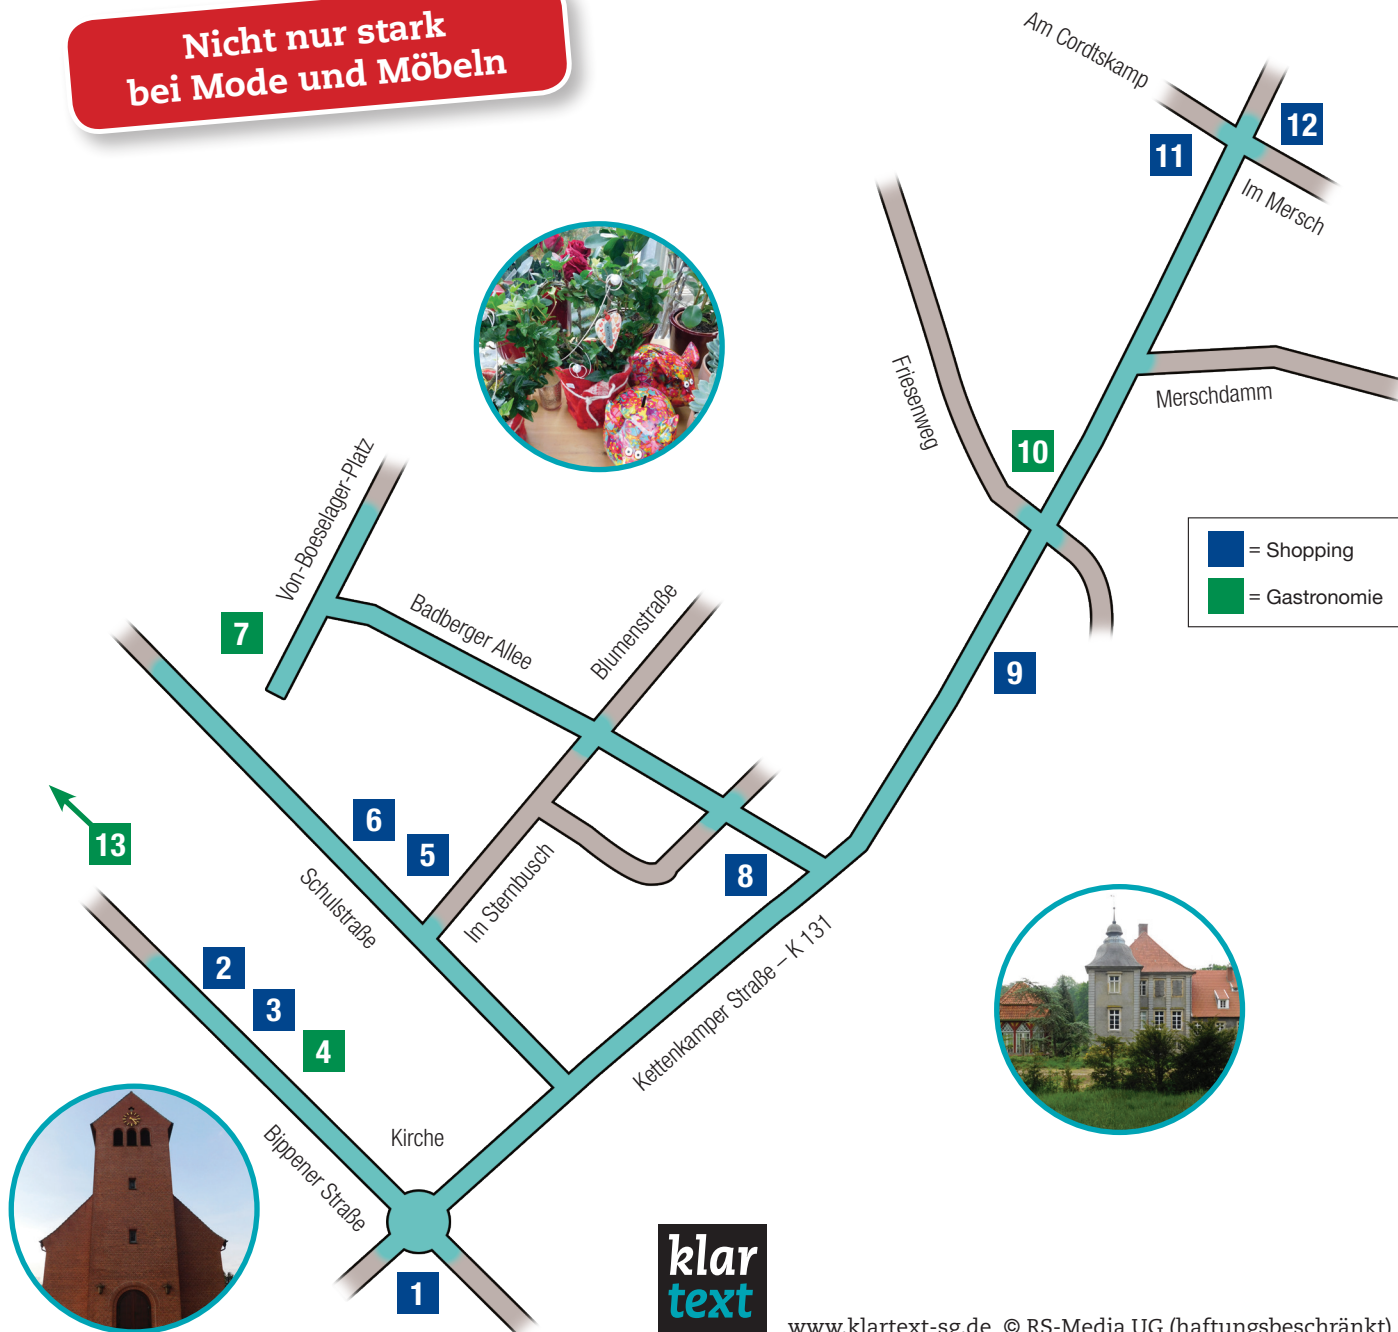 Nicht nur stark
bei Mode und Möbeln
Am Cordtskamp
12
11
Im Mersch
Friesenweg
Merschdamm
10
Von-Boeselager-Platz
= Shopping
= Gastronomie
Badberger Allee
Blumenstraße
7
9
6
5
13
8
Schulstraße
Im Sternbusch
Kettenkamper Straße – K 131
2
3
4
Kirche
Bippener Straße
1
klar
text
www.klartext-sg.de, © RS-Media UG (haftungsbeschränkt)